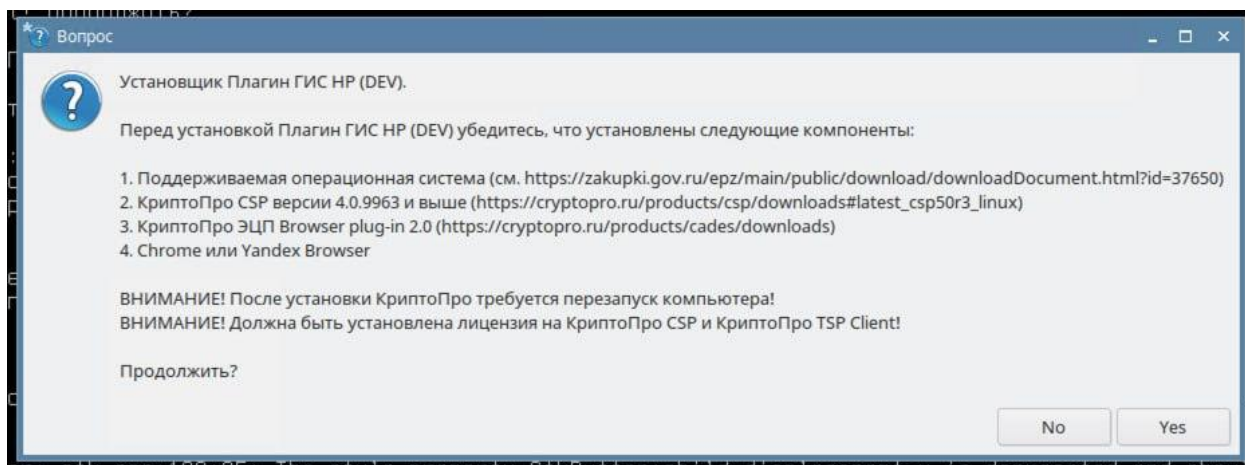 Вопрос
Установщик Плагин ГИС НР (DEV).
Перед установкой Плагин ГИС НР (DEV) убедитесь, что установлены следующие компоненты:
1. Поддерживаемая операционная система (см. https://zakupki.gov.ru/epz/main/public/download/downloadDocument.html?id=37650)
2. КриптоПро CSP версии 4.0.9963 и выше (https://cryptopro.ru/products/csp/downloads#latest_csp50r3_linux)
3. КриптоПро ЭЦП Browser plug-in 2.0 (https://cryptopro.ru/products/cades/downloads)
4. Chrome или Yandex Browser
ВНИМАНИЕ! После установки КриптоПро требуется перезапуск компьютера!
ВНИМАНИЕ! Должна быть установлена лицензия на КриптоПро CSP и КриптоПро TSP Client!
Продолжить?
No
Yes